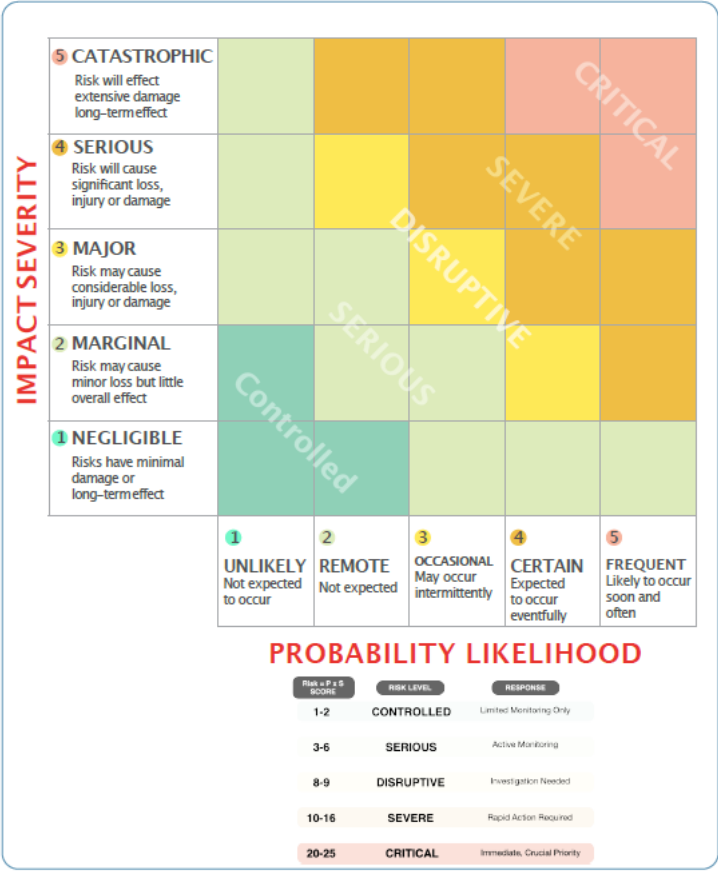 IMPACT SEVERITY
5 CATASTROPHIC
Risk will effect
extensive damage
long-term effect
4 SERIOUS
Risk will cause
significant loss,
injury or damage
3 MAJOR
Risk may cause
considerable loss,
injury or damage
2 MARGINAL
Risk may cause
minor loss but little
overall effect
1 NEGLIGIBLE
Risks have minimal
damage or
long-term effect
CRITICAL
SEVERE
DISRUPTIVE
SERIOUS
Controlled
1
UNLIKELY
Not expected
to occur
2
REMOTE
Not expected
3
OCCASIONAL
May occur
intermittently
4
CERTAIN
Expected
to occur
eventfully
5
FREQUENT
Likely to occur
soon and
often
PROBABILITY LIKELIHOOD
Risk = P x S
SCORE
RISK LEVEL
RESPONSE
1-2 CONTROLLED Limited Monitoring Only
3-6 SERIOUS Active Monitoring
8-9 DISRUPTIVE Investigation Needed
10-16 SEVERE Rapid Action Required
20-25 CRITICAL Immediate, Crucial Priority